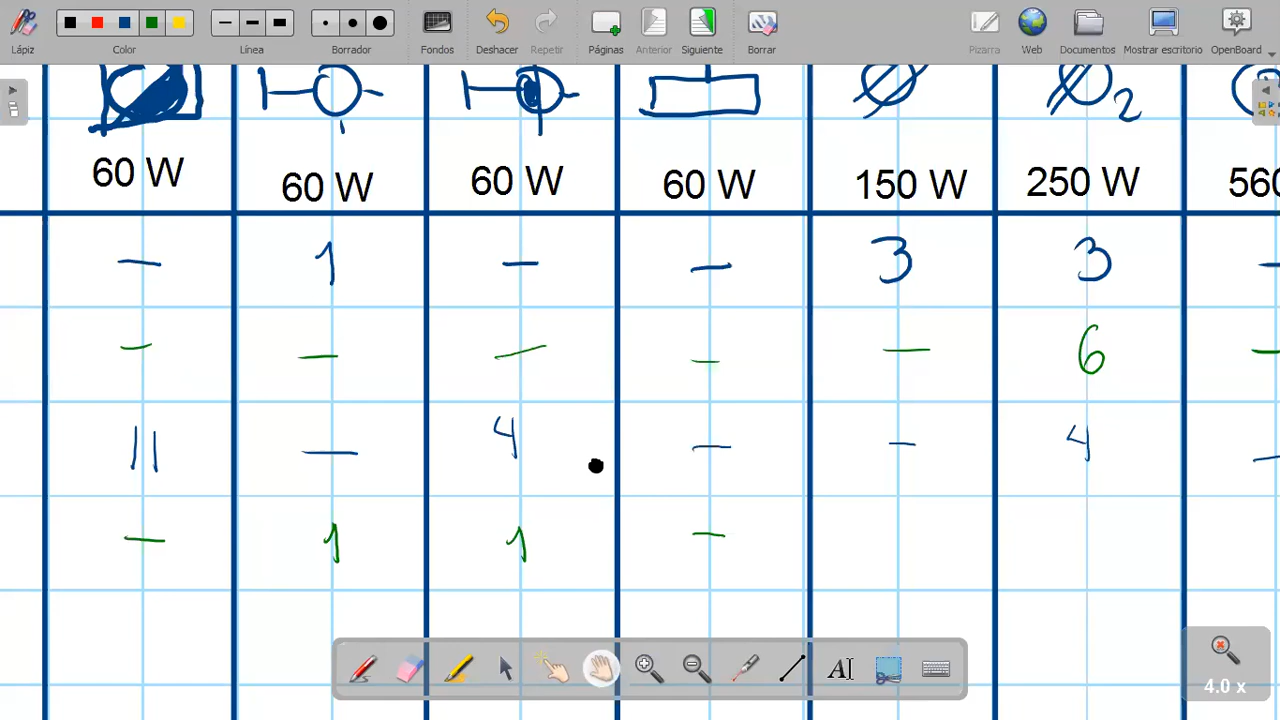 Lápiz Color Línea Borrador Fondos Deshacer Repetir Páginas Anterior Siguiente Borrar Pizarra Web Documentos Mostrar escritorio OpenBoard
2
60 W 60 W 60 W 60 W 150 W 250 W 560
– 1 – – 3 3 –
– – – – – 6 –
11 – 4 – – 4 –
– 1 1 –
4.0 x